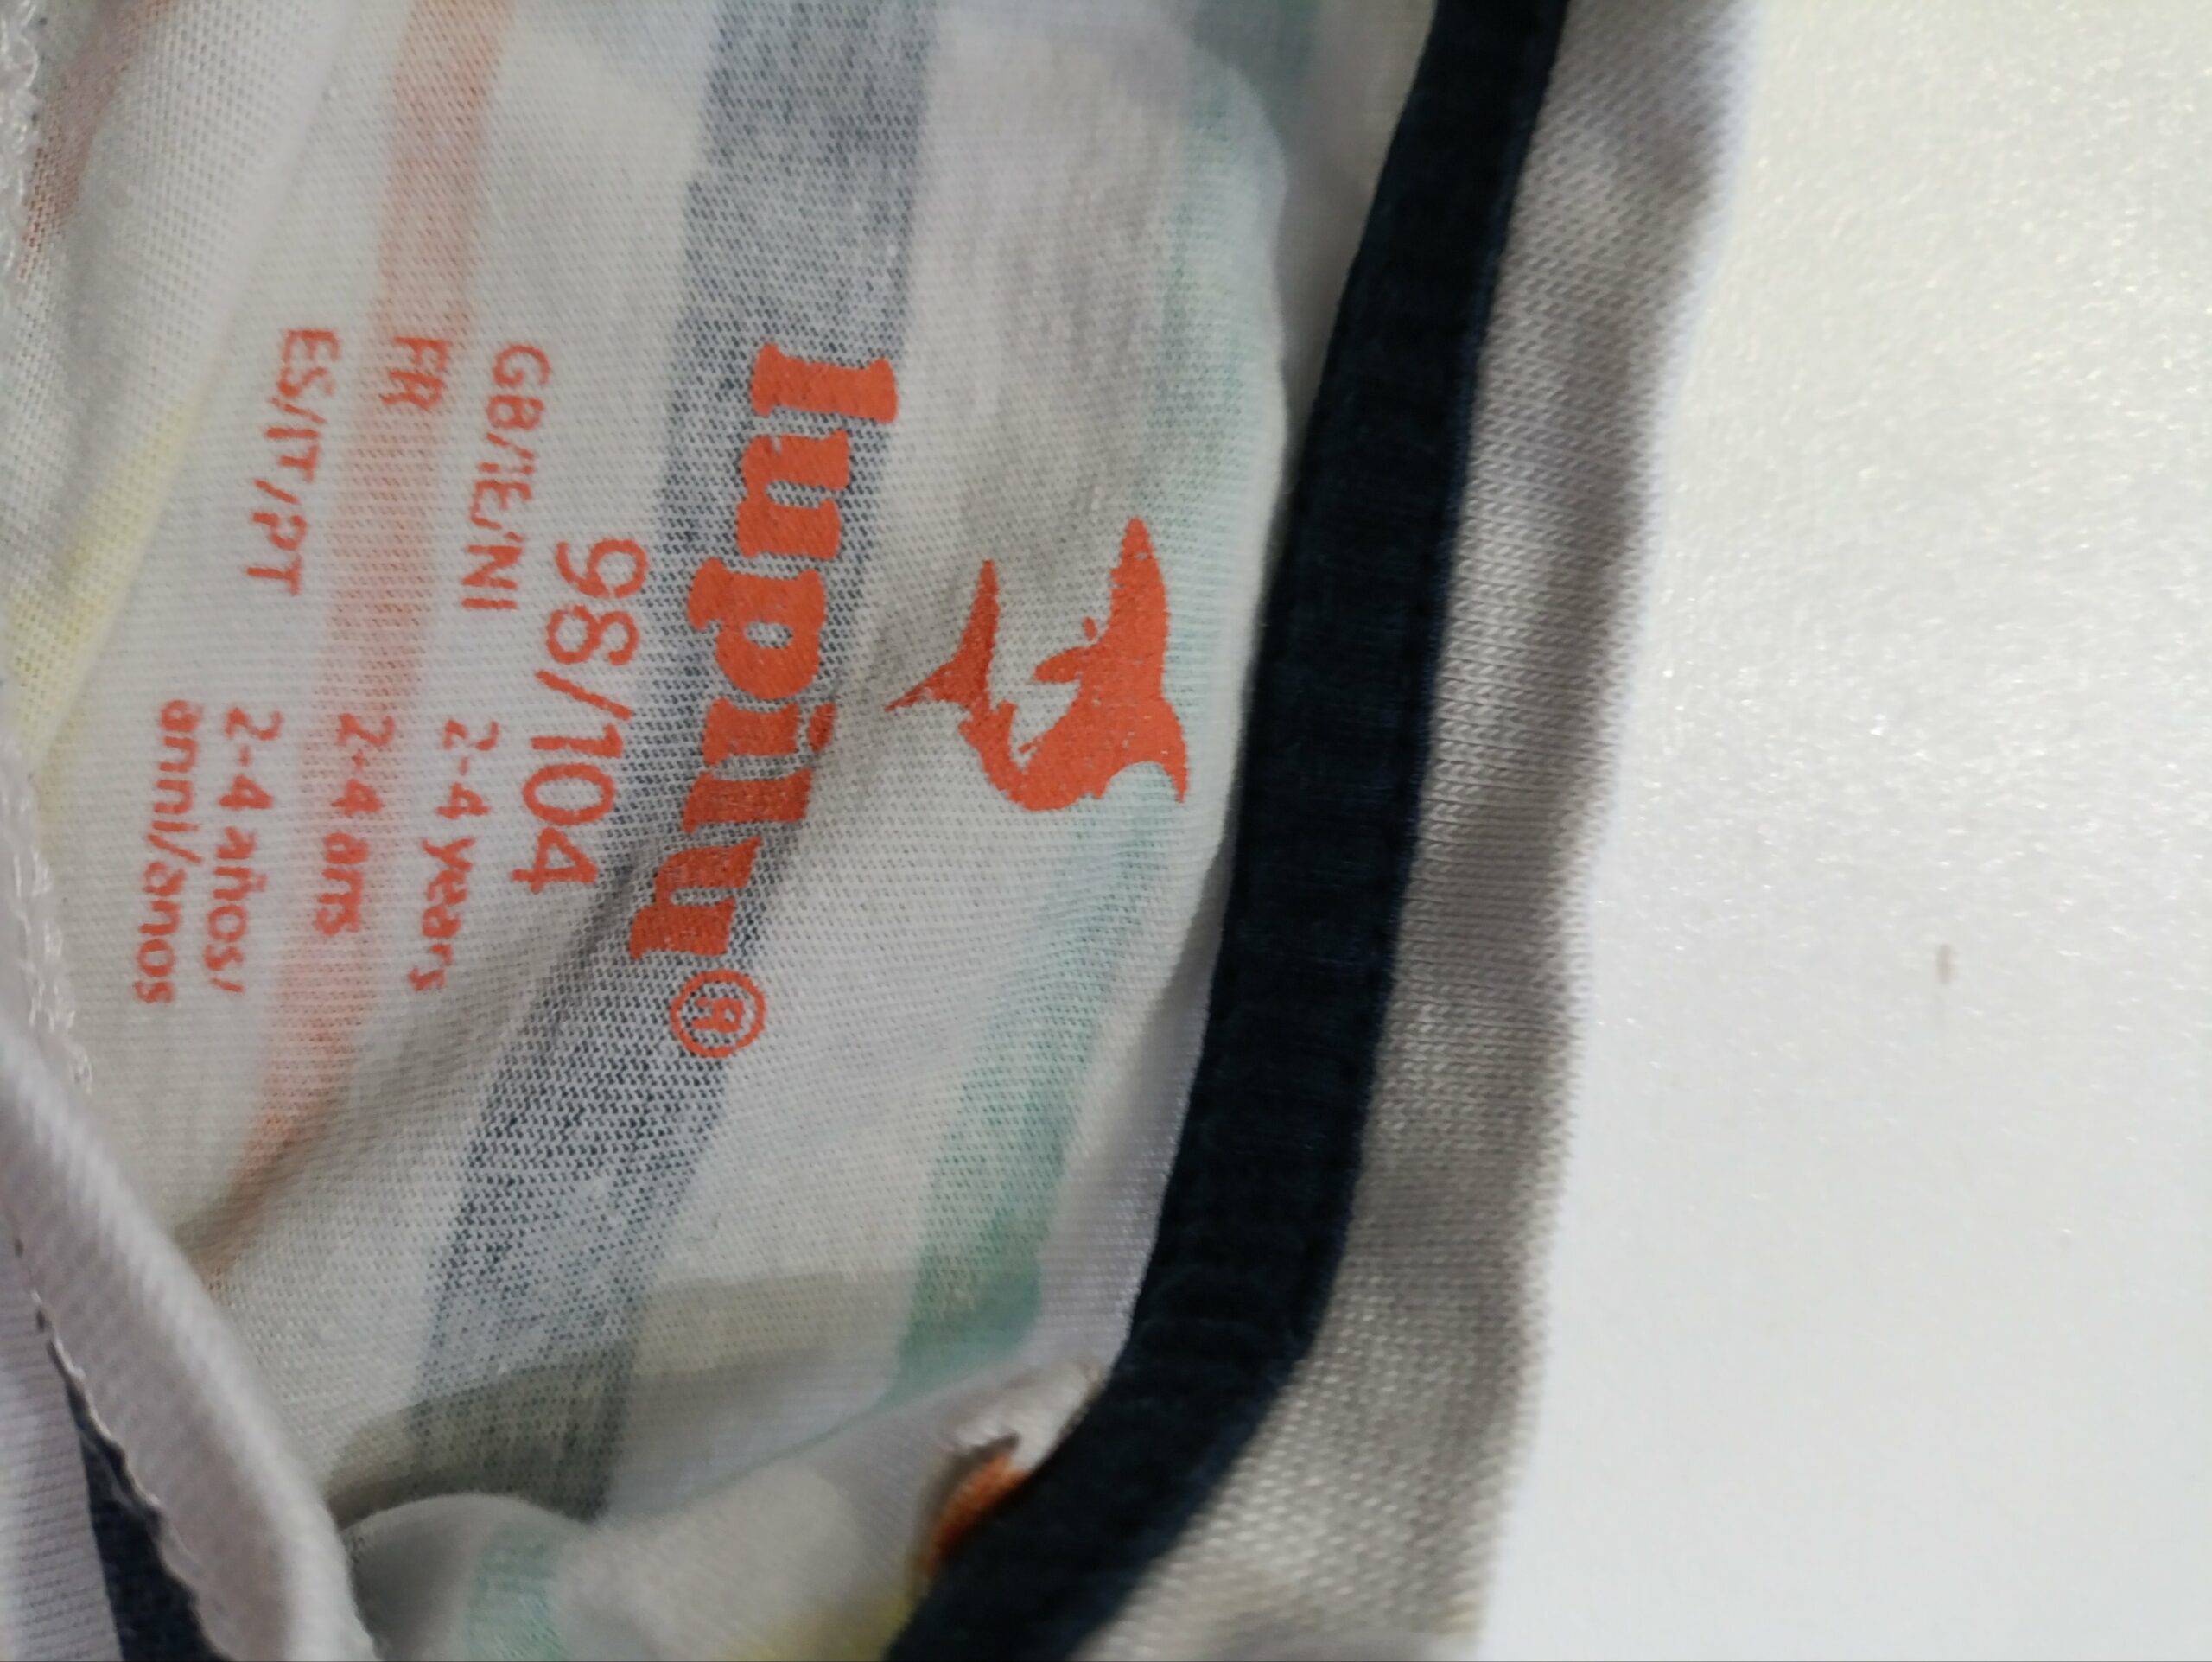 lupilu®
98/104
GB/IE/NI 2-4 years
FR 2-4 ans
ES/IT/PT 2-4 años/
anni/anos